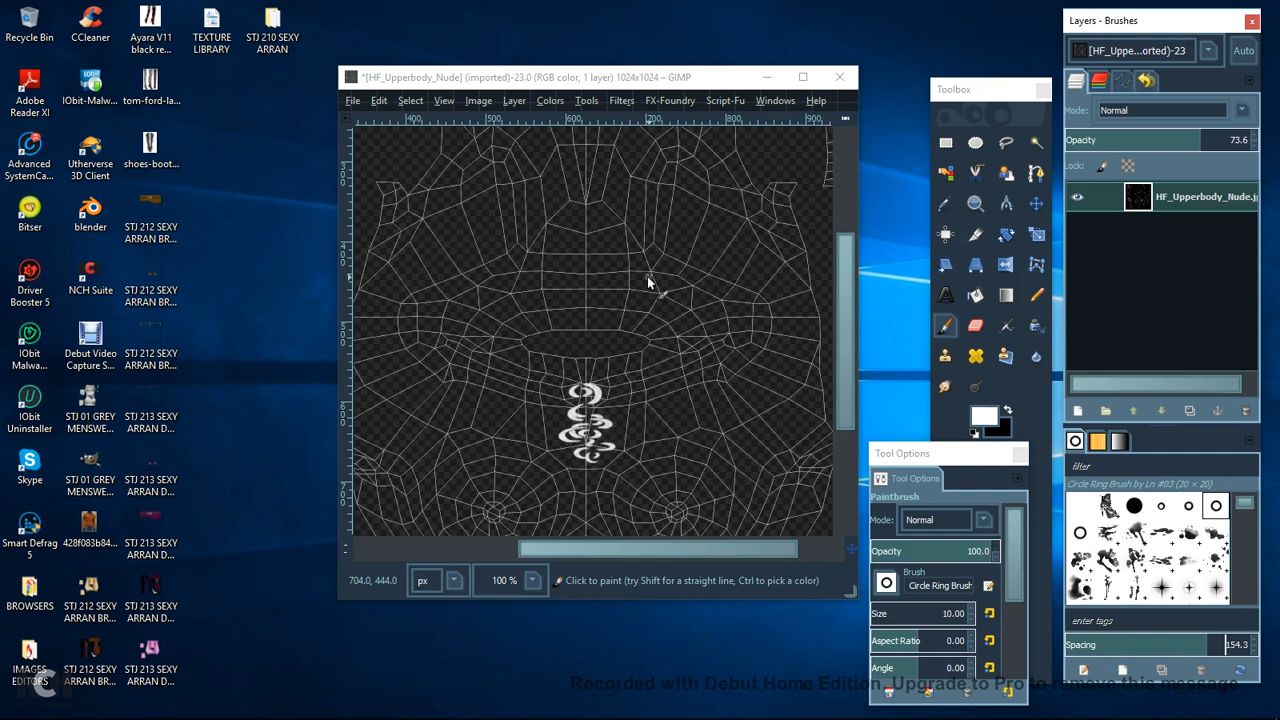 Recycle Bin
CCleaner
Ayara V11
black re...
TEXTURE
LIBRARY
STJ 210 SEXY
ARRAN
Adobe
Reader XI
IObit-Malw...
tom-ford-la...
Advanced
SystemCa...
Utherverse
3D Client
shoes-boot...
Bitser
blender
STJ 212 SEXY
ARRAN BR...
Driver
Booster 5
NCH Suite
STJ 212 SEXY
ARRAN BR...
IObit
Malwa...
Debut Video
Capture S...
STJ 212 SEXY
ARRAN BR...
IObit
Uninstaller
STJ 01 GREY
MENSWE...
STJ 213 SEXY
ARRAN D...
Skype
STJ 01 GREY
MENSWE...
STJ 213 SEXY
ARRAN D...
Smart Defrag
5
428f083b84...
STJ 213 SEXY
ARRAN D...
BROWSERS
STJ 212 SEXY
ARRAN BR...
STJ 213 SEXY
ARRAN D...
IMAGES
EDITORS
STJ 212 SEXY
ARRAN BR...
STJ 213 SEXY
ARRAN D...
*[HF_Upperbody_Nude] (imported)-23.0 (RGB color, 1 layer) 1024x1024 – GIMP
File Edit Select View Image Layer Colors Tools Filters FX-Foundry Script-Fu Windows Help
400 500 600 700 800 900
300
400
500
600
700
704.0, 444.0 px 100 % Click to paint (try Shift for a straight line, Ctrl to pick a color)
Toolbox
Tool Options
Tool Options
Paintbrush
Mode: Normal
Opacity 100.0
Brush
Circle Ring Brush
Size 10.00
Aspect Ratio 0.00
Angle 0.00
Layers - Brushes
[HF_Uppe...orted)-23 Auto
Mode: Normal
Opacity 73.6
Lock:
HF_Upperbody_Nude.j
filter
Circle Ring Brush by Ln #03 (20 × 20)
enter tags
Spacing 154.3
Recorded with Debut Home Edition. Upgrade to Pro to remove this message